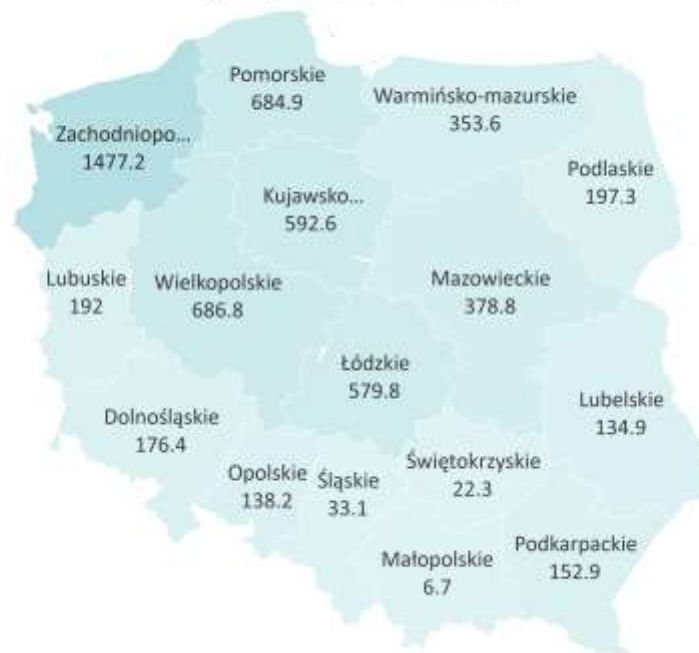 Pomorskie
684.9
Warmińsko-mazurskie
353.6
Zachodniopo...
1477.2
Podlaskie
197.3
Kujawsko...
592.6
Lubuskie
192
Wielkopolskie
686.8
Mazowieckie
378.8
Łódzkie
579.8
Lubelskie
134.9
Dolnośląskie
176.4
Opolskie
138.2
Śląskie
33.1
Świętokrzyskie
22.3
Małopolskie
6.7
Podkarpackie
152.9